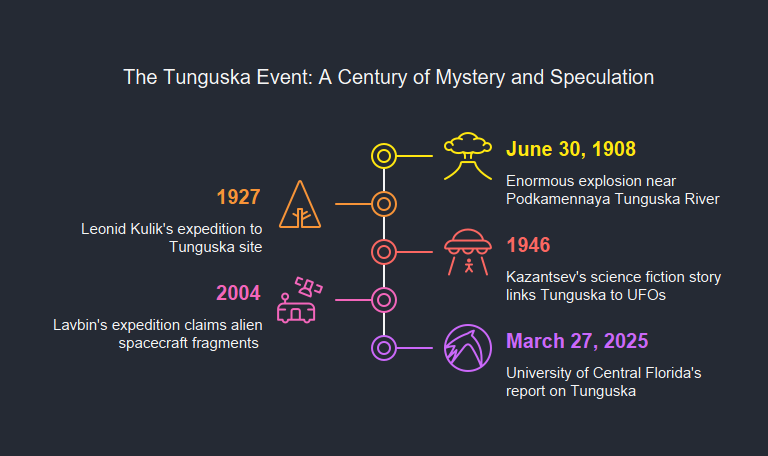 The Tunguska Event: A Century of Mystery and Speculation
June 30, 1908
Enormous explosion near
Podkamennaya Tunguska River
1927
Leonid Kulik's expedition to
Tunguska site
1946
Kazantsev's science fiction story
links Tunguska to UFOs
2004
Lavbin's expedition claims alien
spacecraft fragments
March 27, 2025
University of Central Florida's
report on Tunguska